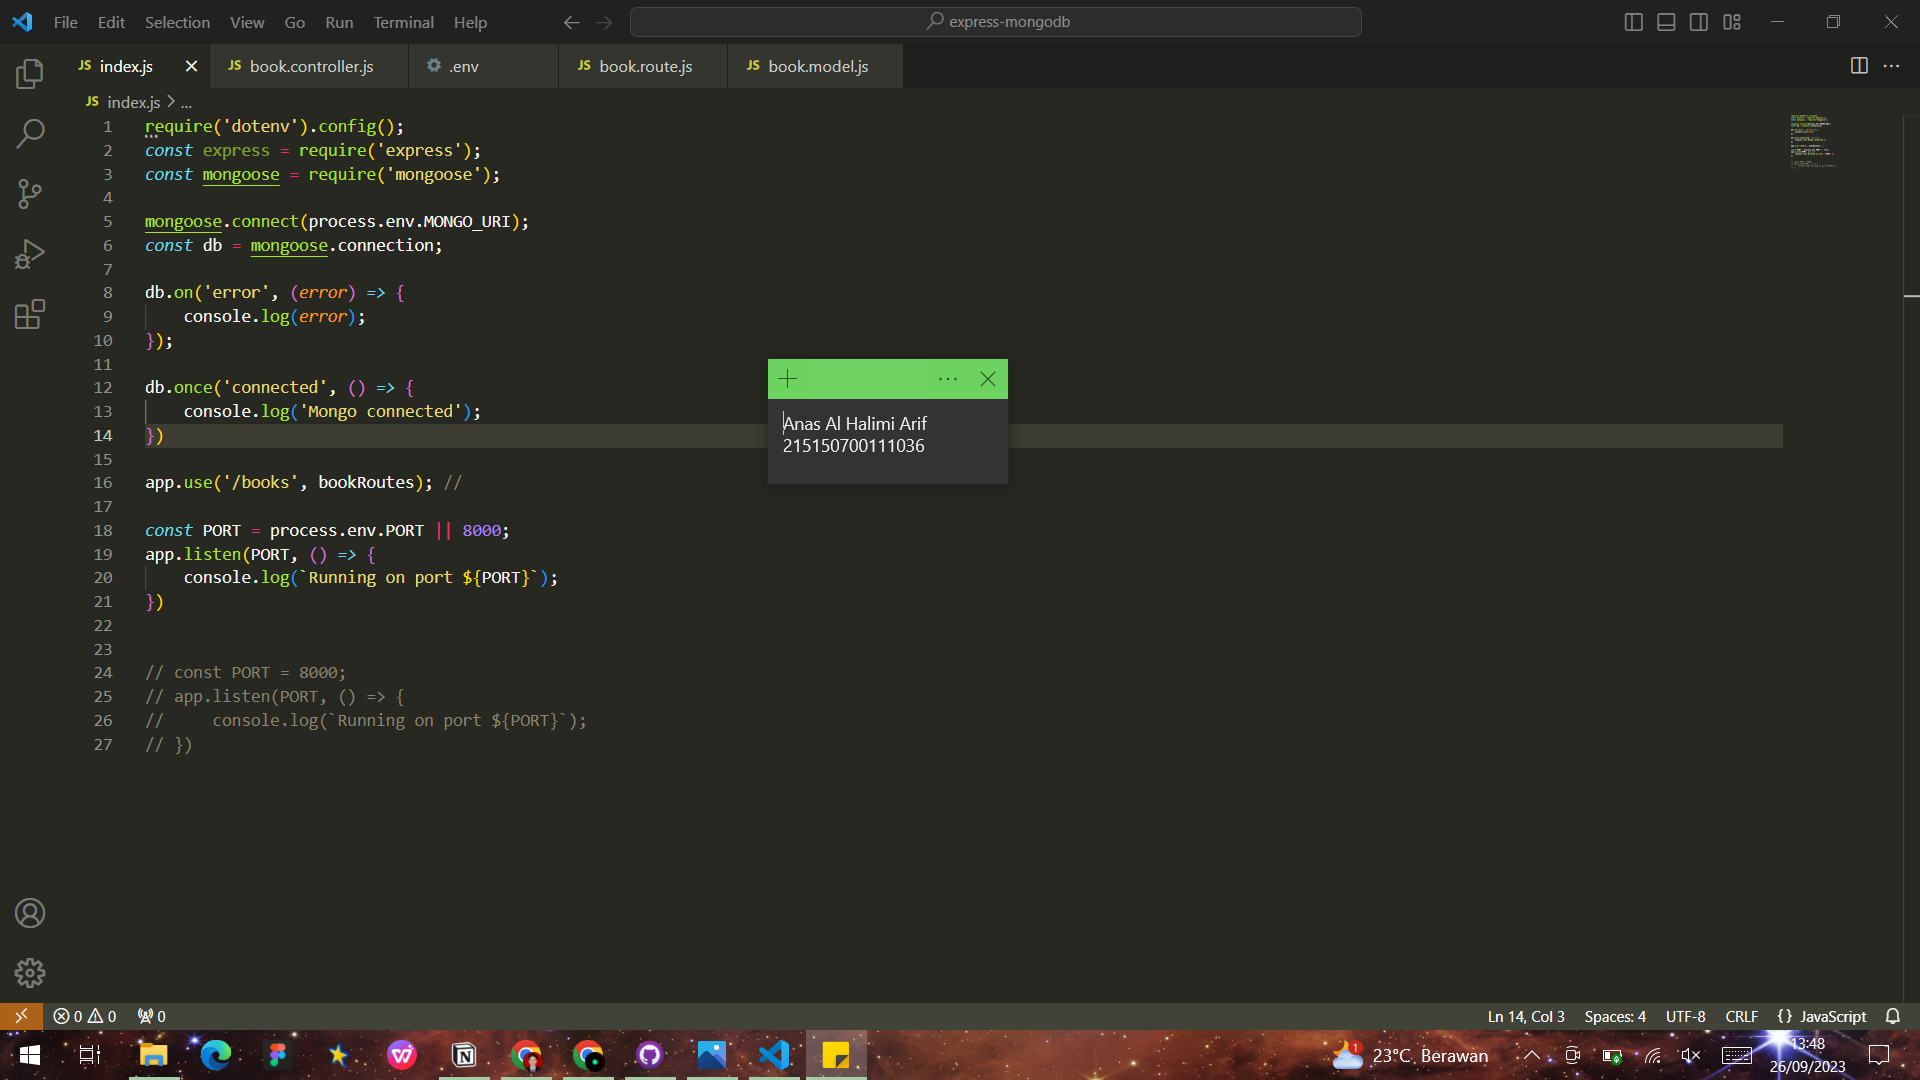 File Edit Selection View Go Run Terminal Help
express-mongodb
JS index.js
JS book.controller.js
.env
JS book.route.js
JS book.model.js
JS index.js > ...
1 require('dotenv').config();
2 const express = require('express');
3 const mongoose = require('mongoose');
4
5 mongoose.connect(process.env.MONGO_URI);
6 const db = mongoose.connection;
7
8 db.on('error', (error) => {
9     console.log(error);
10 });
11
12 db.once('connected', () => {
13     console.log('Mongo connected');
14 })
15
16 app.use('/books', bookRoutes); //
17
18 const PORT = process.env.PORT || 8000;
19 app.listen(PORT, () => {
20     console.log(`Running on port ${PORT}`);
21 })
22
23
24 // const PORT = 8000;
25 // app.listen(PORT, () => {
26 //     console.log(`Running on port ${PORT}`);
27 // })
Anas Al Halimi Arif
215150700111036
0 0 0
Ln 14, Col 3 Spaces: 4 UTF-8 CRLF {} JavaScript
1 23°C Berawan
13:48
26/09/2023